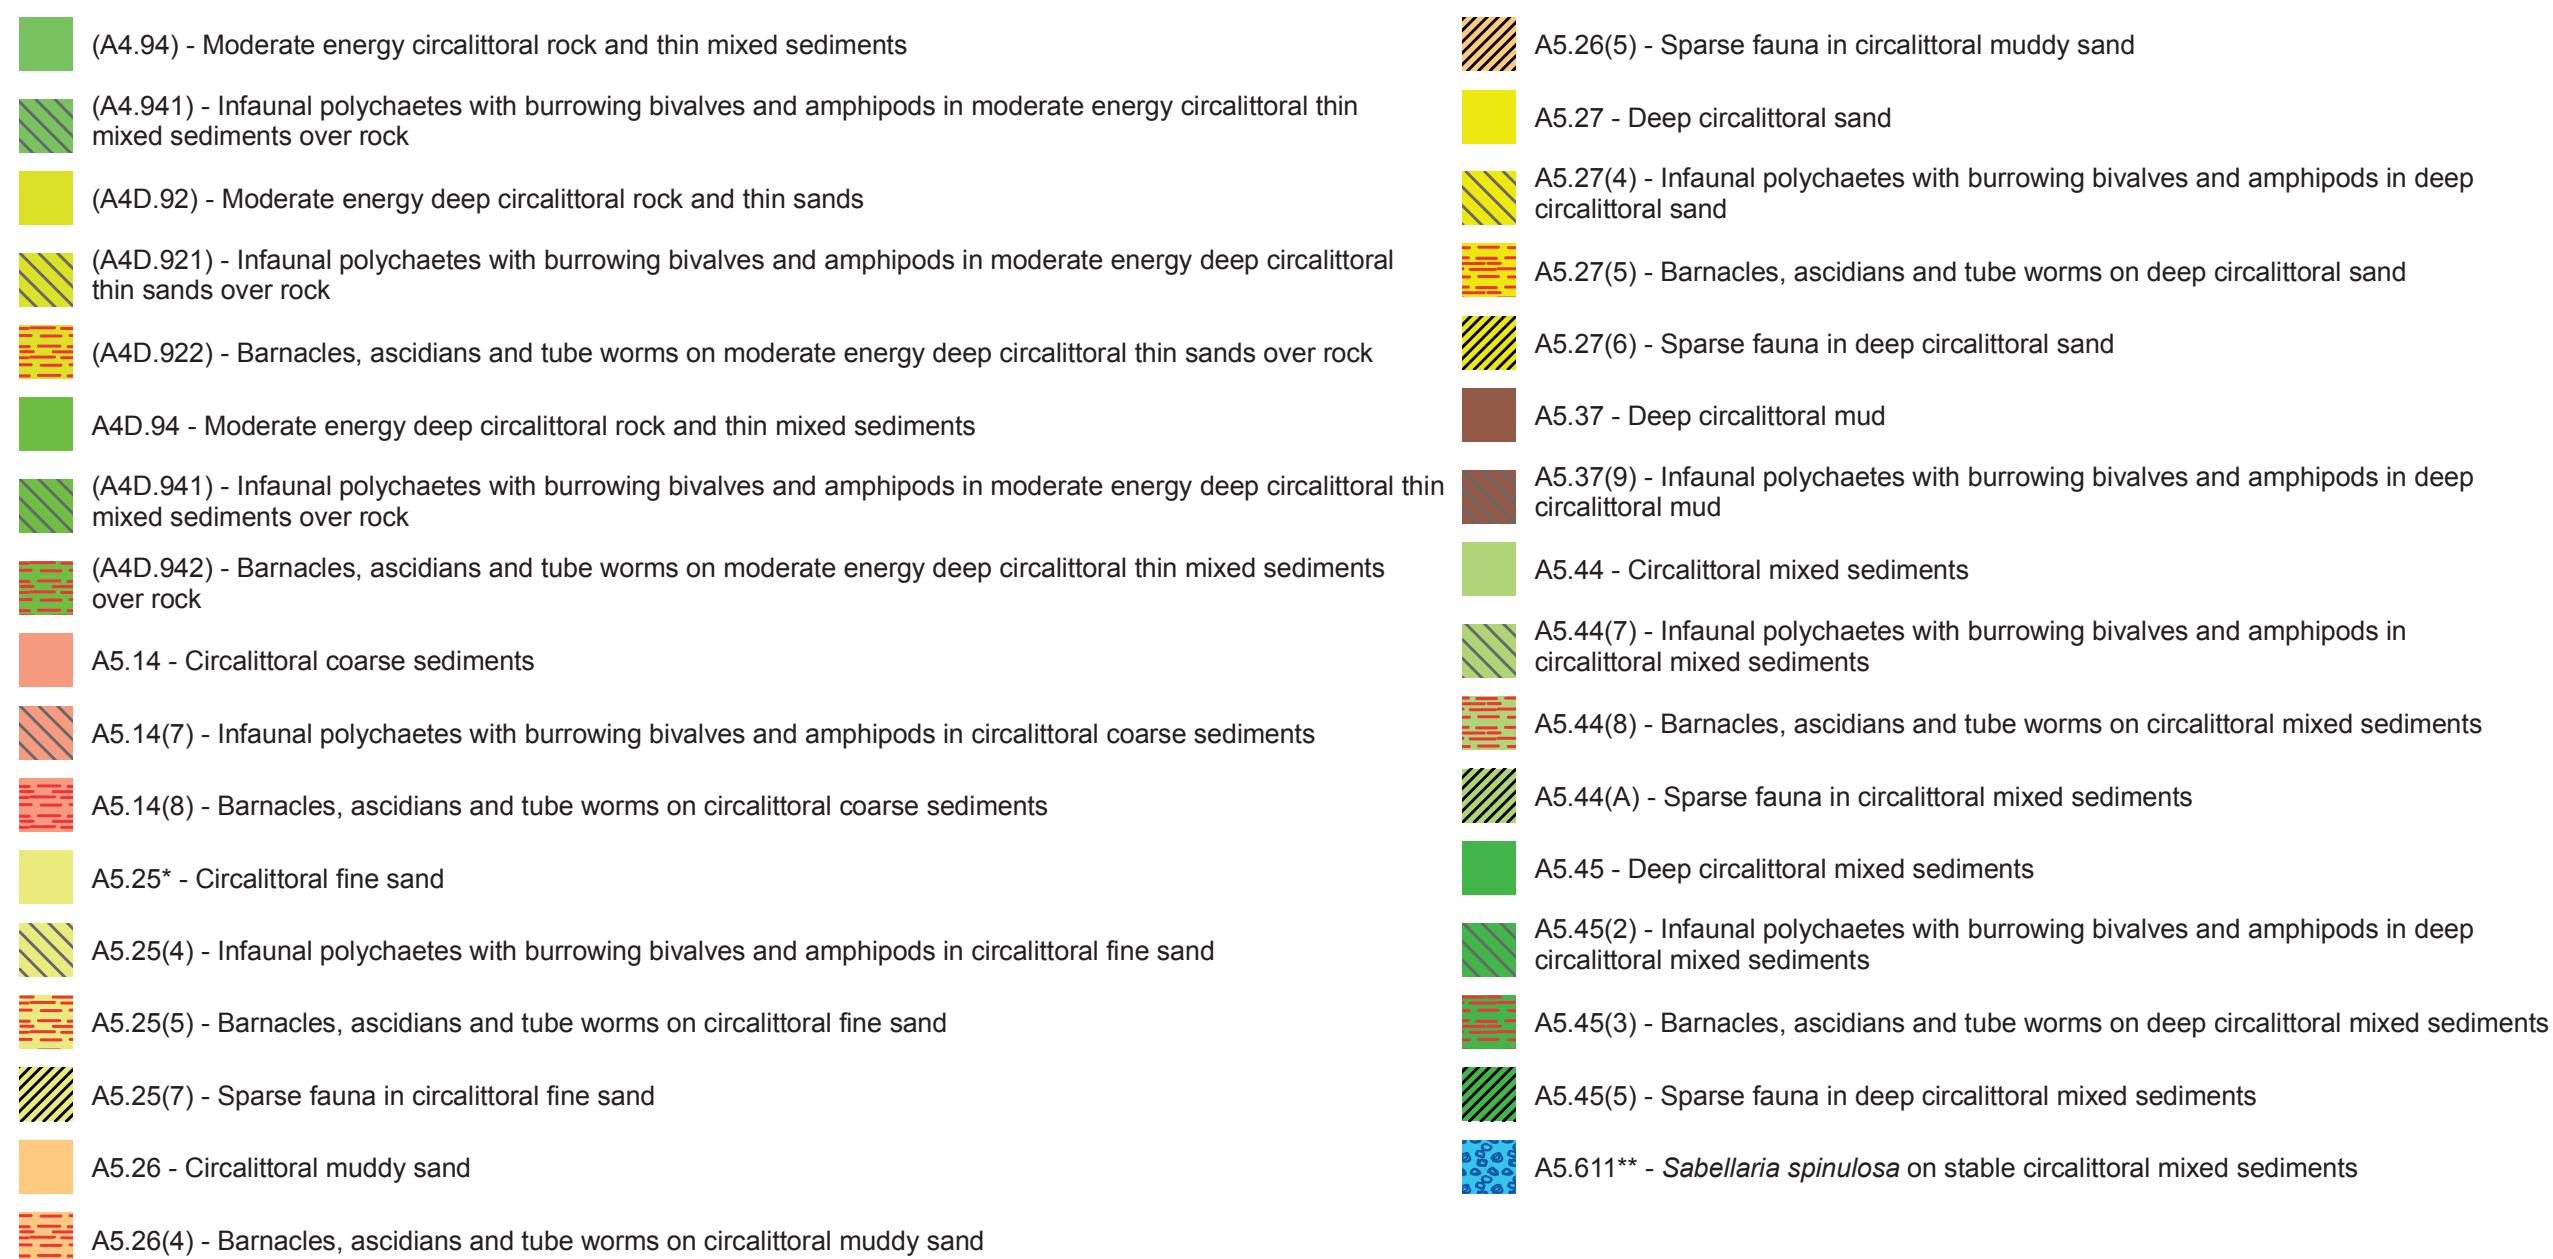 (A4.94) - Moderate energy circalittoral rock and thin mixed sediments
(A4.941) - Infaunal polychaetes with burrowing bivalves and amphipods in moderate energy circalittoral thin
mixed sediments over rock
(A4D.92) - Moderate energy deep circalittoral rock and thin sands
(A4D.921) - Infaunal polychaetes with burrowing bivalves and amphipods in moderate energy deep circalittoral
thin sands over rock
(A4D.922) - Barnacles, ascidians and tube worms on moderate energy deep circalittoral thin sands over rock
A4D.94 - Moderate energy deep circalittoral rock and thin mixed sediments
(A4D.941) - Infaunal polychaetes with burrowing bivalves and amphipods in moderate energy deep circalittoral thin
mixed sediments over rock
(A4D.942) - Barnacles, ascidians and tube worms on moderate energy deep circalittoral thin mixed sediments
over rock
A5.14 - Circalittoral coarse sediments
A5.14(7) - Infaunal polychaetes with burrowing bivalves and amphipods in circalittoral coarse sediments
A5.14(8) - Barnacles, ascidians and tube worms on circalittoral coarse sediments
A5.25* - Circalittoral fine sand
A5.25(4) - Infaunal polychaetes with burrowing bivalves and amphipods in circalittoral fine sand
A5.25(5) - Barnacles, ascidians and tube worms on circalittoral fine sand
A5.25(7) - Sparse fauna in circalittoral fine sand
A5.26 - Circalittoral muddy sand
A5.26(4) - Barnacles, ascidians and tube worms on circalittoral muddy sand
A5.26(5) - Sparse fauna in circalittoral muddy sand
A5.27 - Deep circalittoral sand
A5.27(4) - Infaunal polychaetes with burrowing bivalves and amphipods in deep
circalittoral sand
A5.27(5) - Barnacles, ascidians and tube worms on deep circalittoral sand
A5.27(6) - Sparse fauna in deep circalittoral sand
A5.37 - Deep circalittoral mud
A5.37(9) - Infaunal polychaetes with burrowing bivalves and amphipods in deep
circalittoral mud
A5.44 - Circalittoral mixed sediments
A5.44(7) - Infaunal polychaetes with burrowing bivalves and amphipods in
circalittoral mixed sediments
A5.44(8) - Barnacles, ascidians and tube worms on circalittoral mixed sediments
A5.44(A) - Sparse fauna in circalittoral mixed sediments
A5.45 - Deep circalittoral mixed sediments
A5.45(2) - Infaunal polychaetes with burrowing bivalves and amphipods in deep
circalittoral mixed sediments
A5.45(3) - Barnacles, ascidians and tube worms on deep circalittoral mixed sediments
A5.45(5) - Sparse fauna in deep circalittoral mixed sediments
A5.611** - Sabellaria spinulosa on stable circalittoral mixed sediments